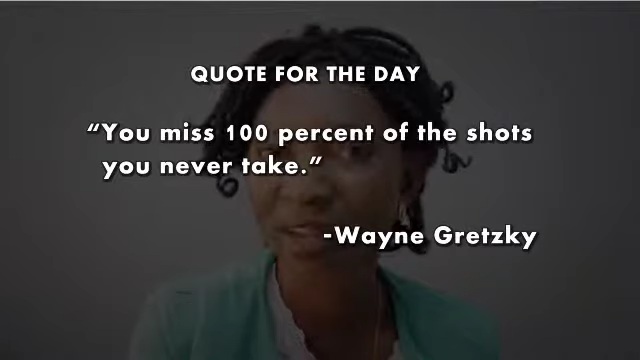 QUOTE FOR THE DAY
“You miss 100 percent of the shots
you never take.”
-Wayne Gretzky